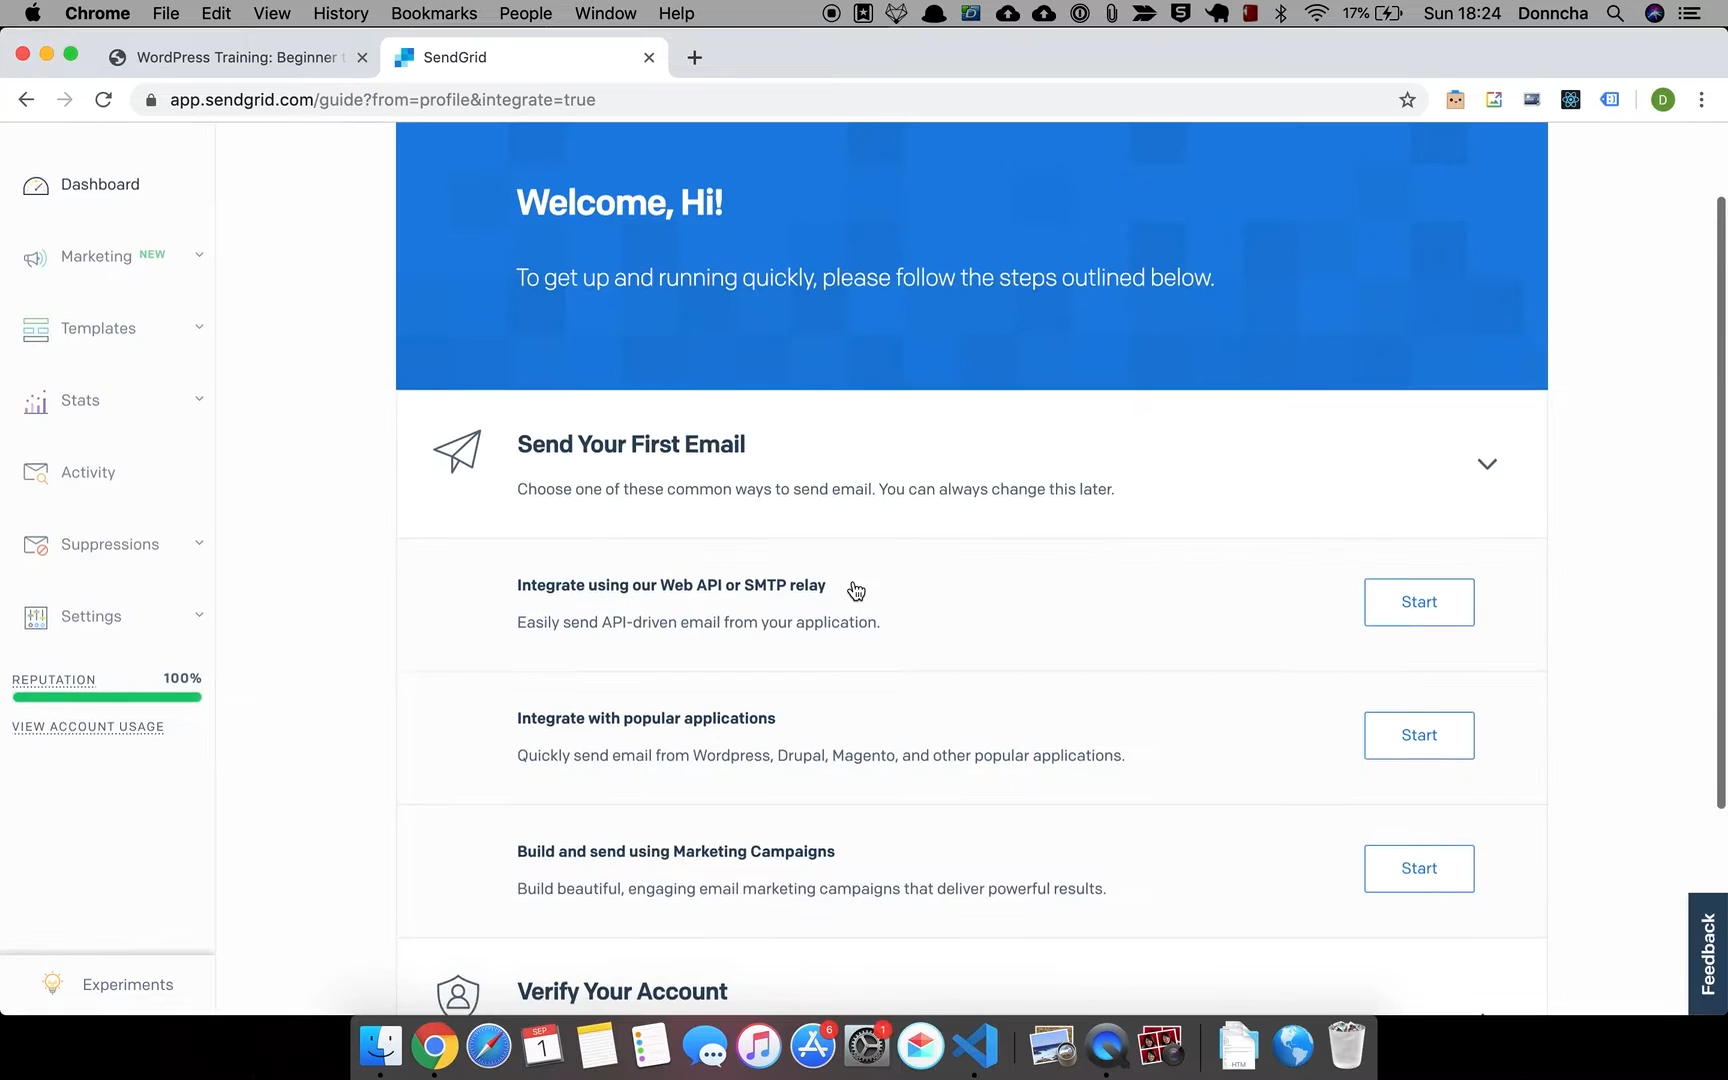 Chrome File Edit View History Bookmarks People Window Help 17% Sun 18:24 Donncha
WordPress Training: Beginner t
SendGrid
app.sendgrid.com/guide?from=profile&integrate=true
D
Dashboard
Marketing NEW
Templates
Stats
Activity
Suppressions
Settings
REPUTATION 100%
VIEW ACCOUNT USAGE
Experiments
Welcome, Hi!
To get up and running quickly, please follow the steps outlined below.
Send Your First Email
Choose one of these common ways to send email. You can always change this later.
Integrate using our Web API or SMTP relay
Easily send API-driven email from your application.
Start
Integrate with popular applications
Quickly send email from Wordpress, Drupal, Magento, and other popular applications.
Start
Build and send using Marketing Campaigns
Build beautiful, engaging email marketing campaigns that deliver powerful results.
Start
Verify Your Account
Feedback
SEP
1
6
1
HTM